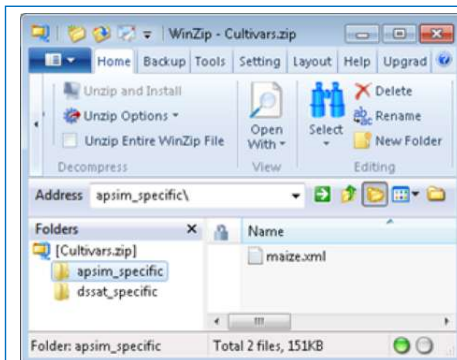 WinZip - Cultivars.zip
Home Backup Tools Setting Layout Help Upgrad
Unzip and Install
Unzip Options
Unzip Entire WinZip File
Decompress
Open With
View
Select
Delete
Rename
New Folder
Editing
Address apsim_specific\
Folders
[Cultivars.zip]
apsim_specific
dssat_specific
Name
maize.xml
Folder: apsim_specific
Total 2 files, 151KB